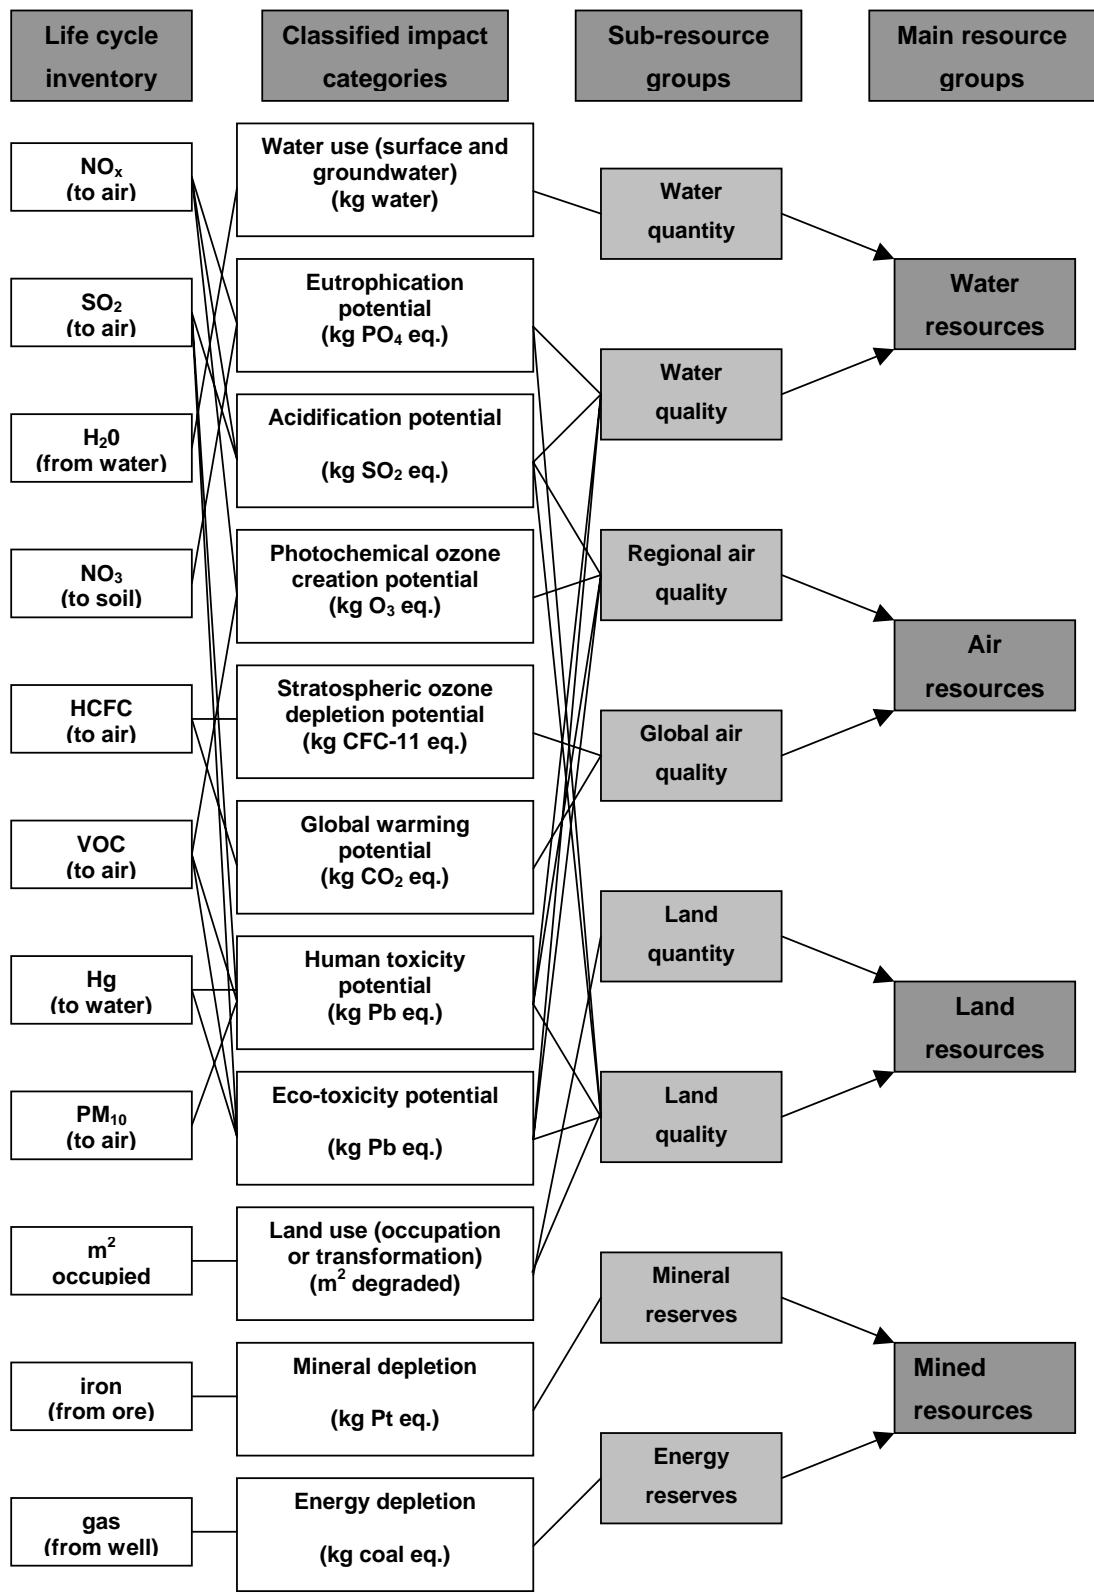 Life cycle
inventory
Classified impact
categories
Sub-resource
groups
Main resource
groups
NOx
(to air)
SO2
(to air)
H20
(from water)
NO3
(to soil)
HCFC
(to air)
VOC
(to air)
Hg
(to water)
PM10
(to air)
m2
occupied
iron
(from ore)
gas
(from well)
Water use (surface and
groundwater)
(kg water)
Eutrophication
potential
(kg PO4 eq.)
Acidification potential
(kg SO2 eq.)
Photochemical ozone
creation potential
(kg O3 eq.)
Stratospheric ozone
depletion potential
(kg CFC-11 eq.)
Global warming
potential
(kg CO2 eq.)
Human toxicity
potential
(kg Pb eq.)
Eco-toxicity potential
(kg Pb eq.)
Land use (occupation
or transformation)
(m2 degraded)
Mineral depletion
(kg Pt eq.)
Energy depletion
(kg coal eq.)
Water
quantity
Water
quality
Regional air
quality
Global air
quality
Land
quantity
Land
quality
Mineral
reserves
Energy
reserves
Water
resources
Air
resources
Land
resources
Mined
resources